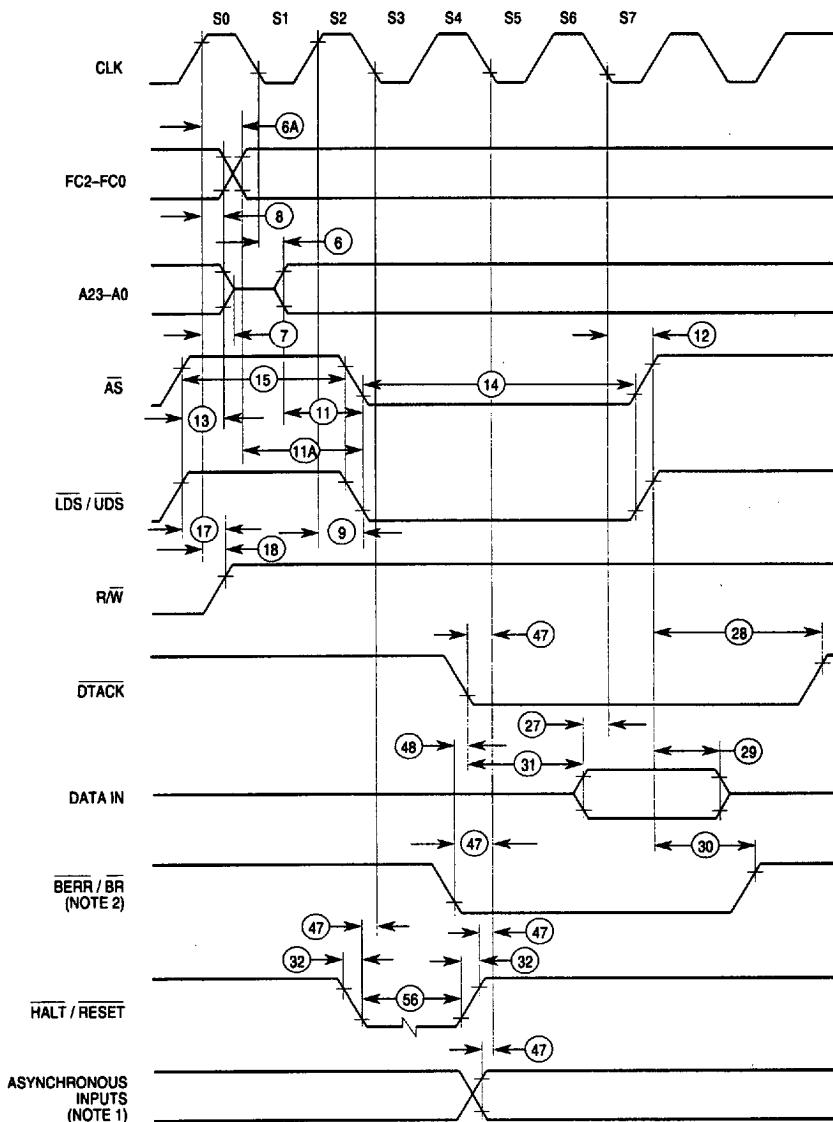 S0 S1 S2 S3 S4 S5 S6 S7
CLK
6A
FC2–FC0
8
6
A23–A0
7
12
AS
15
14
13
11
11A
LDS / UDS
17
9
18
R/W
47
28
DTACK
27
48
31
29
DATA IN
47
30
BERR / BR
(NOTE 2)
47
47
32
32
56
HALT / RESET
47
ASYNCHRONOUS
INPUTS
(NOTE 1)